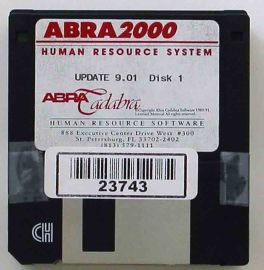 ABRA2000
HUMAN RESOURCE SYSTEM
UPDATE 9.01 Disk 1
ABRA Cadabra
HUMAN RESOURCE SOFTWARE
888 Executive Center Drive West #300
St. Petersburg, FL 33702-2402
(813) 579-1111
23743